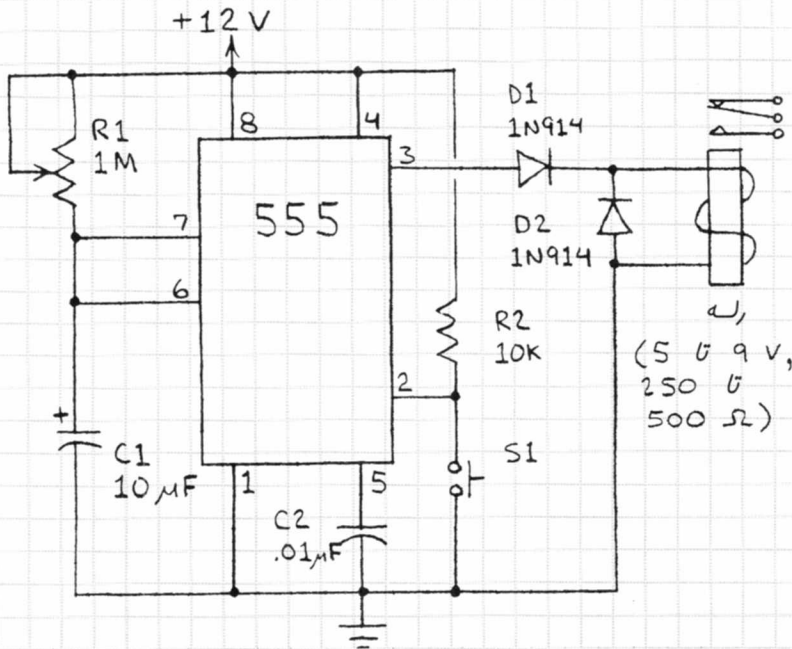 +12 V
R1
1M
8
4
3
D1
1N914
555
7
6
D2
1N914
R2
10K
2
(5 9 V,
250
500 Ω)
+
C1
10 μF
1
5
S1
C2
.01μF